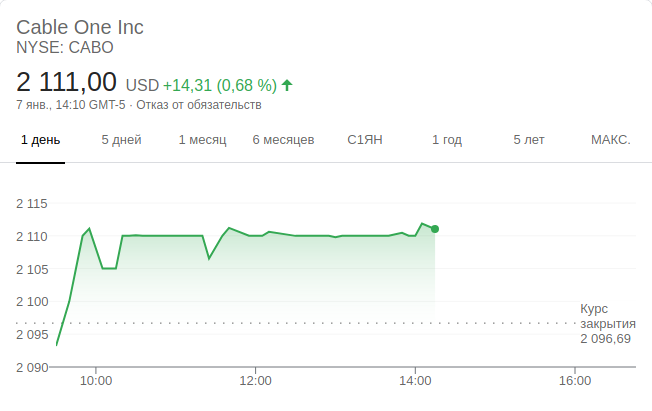 Cable One Inc
NYSE: CABO
2 111,00 USD +14,31 (0,68 %)
7 янв., 14:10 GMT-5 · Отказ от обязательств
1 день 5 дней 1 месяц 6 месяцев С1ЯН 1 год 5 лет МАКС.
2 115
2 110
2 105
2 100
2 095
2 090
Курс
закрытия
2 096,69
10:00 12:00 14:00 16:00